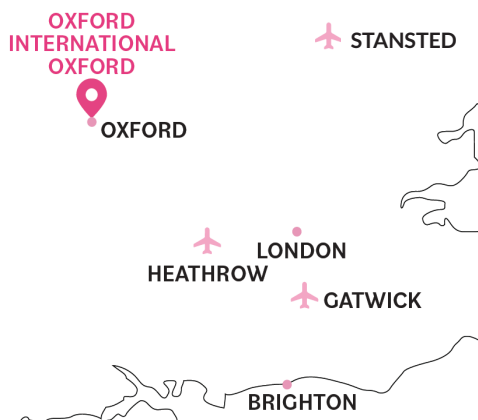 OXFORD
INTERNATIONAL
OXFORD
STANSTED
OXFORD
LONDON
HEATHROW
GATWICK
BRIGHTON